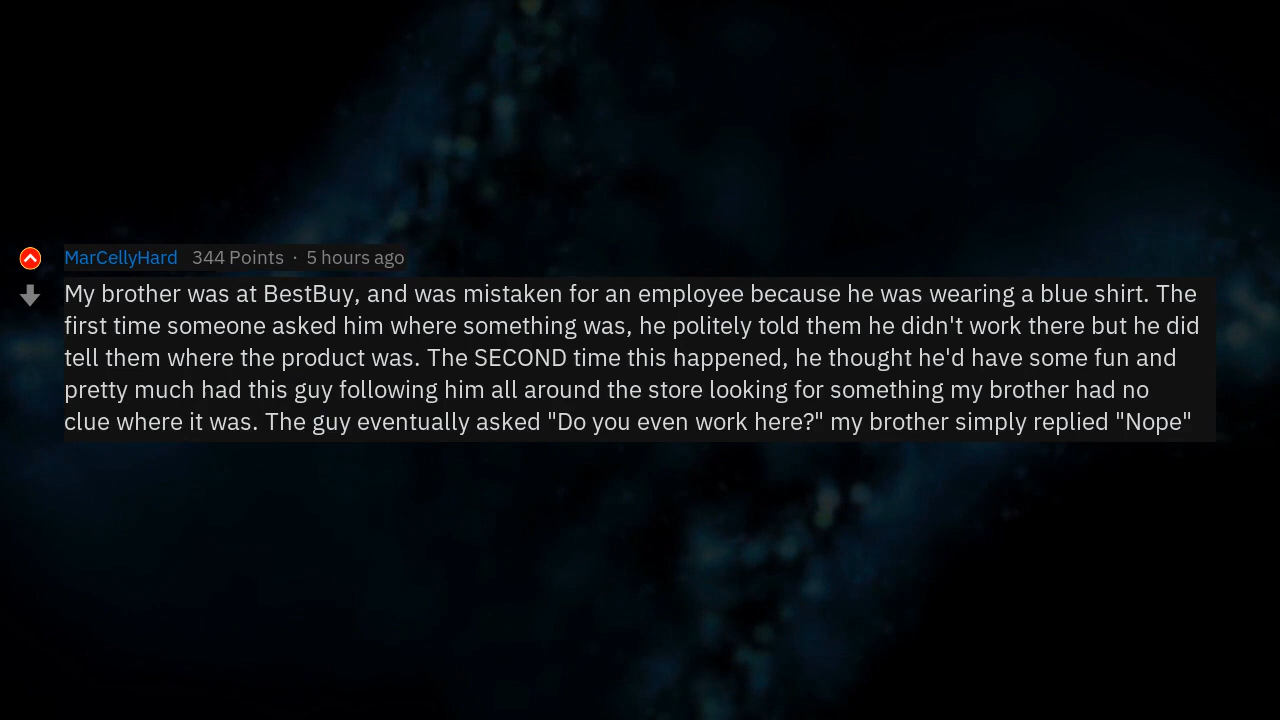 MarCellyHard 344 Points · 5 hours ago
My brother was at BestBuy, and was mistaken for an employee because he was wearing a blue shirt. The
first time someone asked him where something was, he politely told them he didn't work there but he did
tell them where the product was. The SECOND time this happened, he thought he'd have some fun and
pretty much had this guy following him all around the store looking for something my brother had no
clue where it was. The guy eventually asked "Do you even work here?" my brother simply replied "Nope"